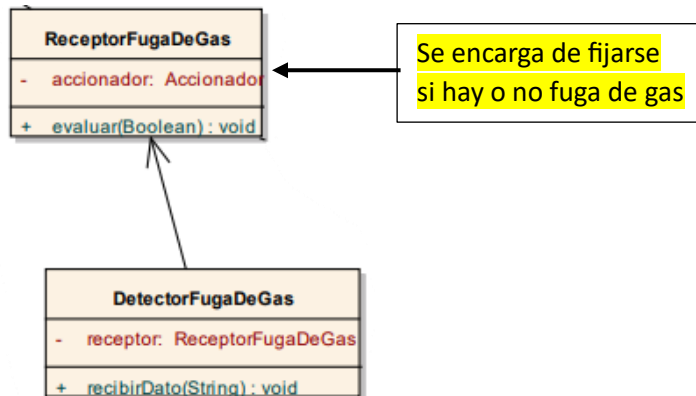 ReceptorFugaDeGas
- accionador: Accionador
+ evaluar(Boolean) : void
Se encarga de fijarse
si hay o no fuga de gas
DetectorFugaDeGas
- receptor: ReceptorFugaDeGas
+ recibirDato(String) : void